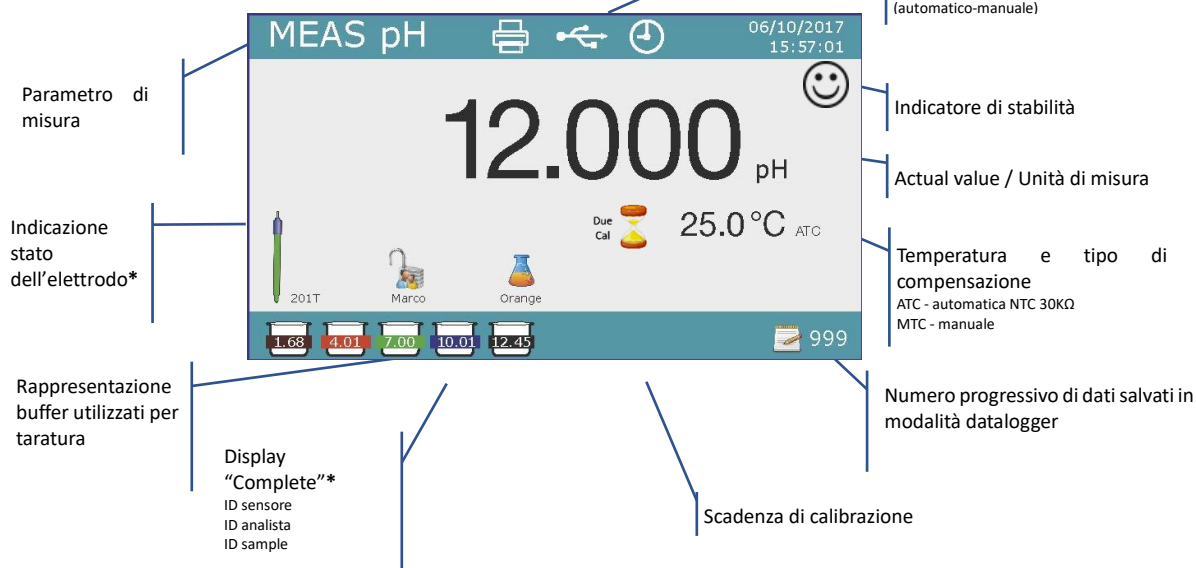 (automatico-manuale)
MEAS pH
06/10/2017
15:57:01
Parametro di
misura
Indicatore di stabilità
12.000 pH
Actual value / Unità di misura
Due
Cal
25.0 °C ATC
Indicazione
stato
dell'elettrodo*
Temperatura e tipo di
compensazione
ATC - automatica NTC 30KΩ
MTC - manuale
201T
Marco
Orange
1.68 4.01 7.00 10.01 12.45
999
Rappresentazione
buffer utilizzati per
taratura
Numero progressivo di dati salvati in
modalità datalogger
Display
“Complete”*
ID sensore
ID analista
ID sample
Scadenza di calibrazione